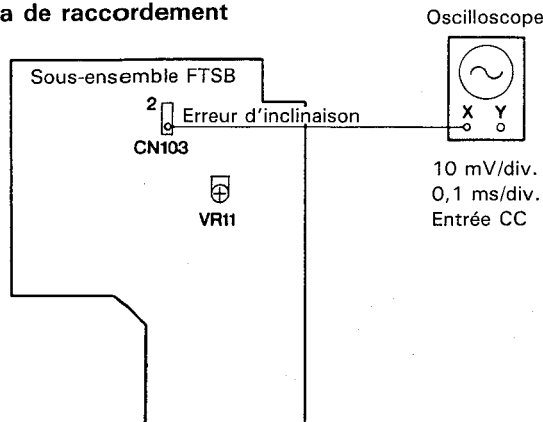 a de raccordement
Oscilloscope
Sous-ensemble FTSB
2
Erreur d'inclinaison
X Y
CN103
10 mV/div.
0,1 ms/div.
Entrée CC
VR11